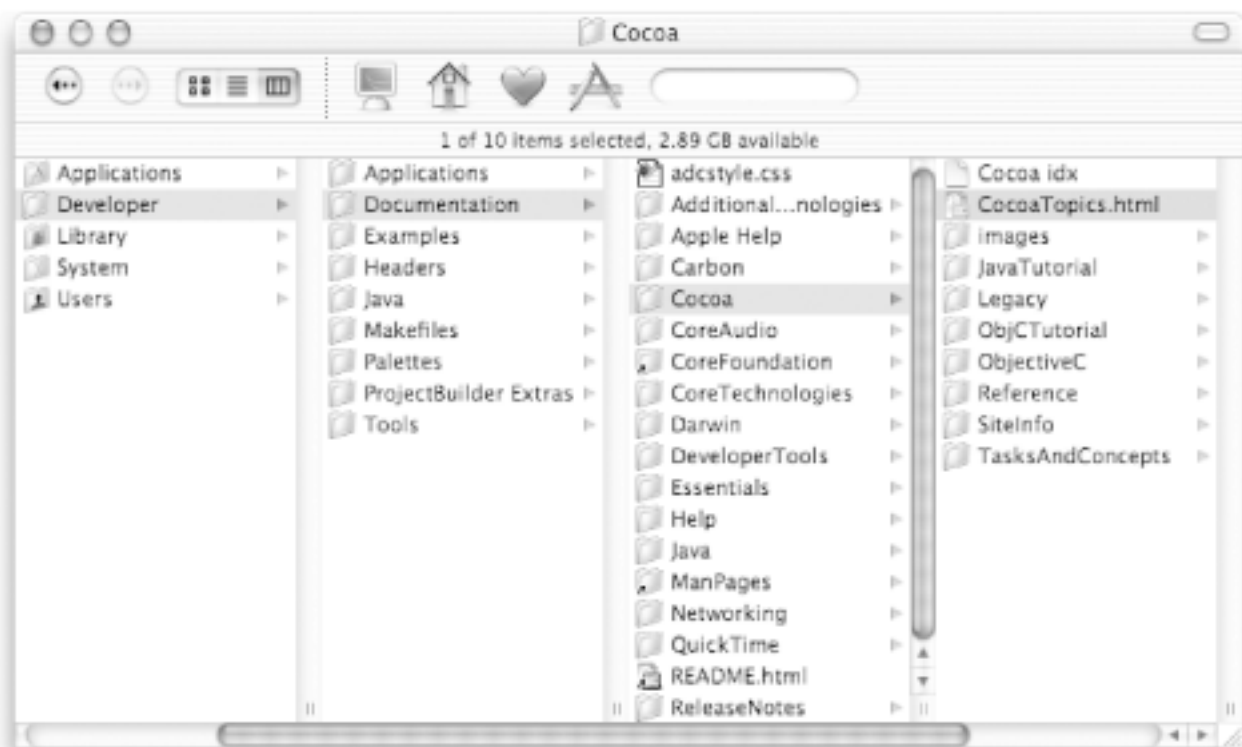 Cocoa
1 of 10 items selected, 2.89 GB available
Applications
Developer
Library
System
Users
Applications
Documentation
Examples
Headers
Java
Makefiles
Palettes
ProjectBuilder Extras
Tools
adcstyle.css
Additional...nologies
Apple Help
Carbon
Cocoa
CoreAudio
CoreFoundation
CoreTechnologies
Darwin
DeveloperTools
Essentials
Help
Java
ManPages
Networking
QuickTime
README.html
ReleaseNotes
Cocoa idx
CocoaTopics.html
images
JavaTutorial
Legacy
ObjCTutorial
ObjectiveC
Reference
SiteInfo
TasksAndConcepts